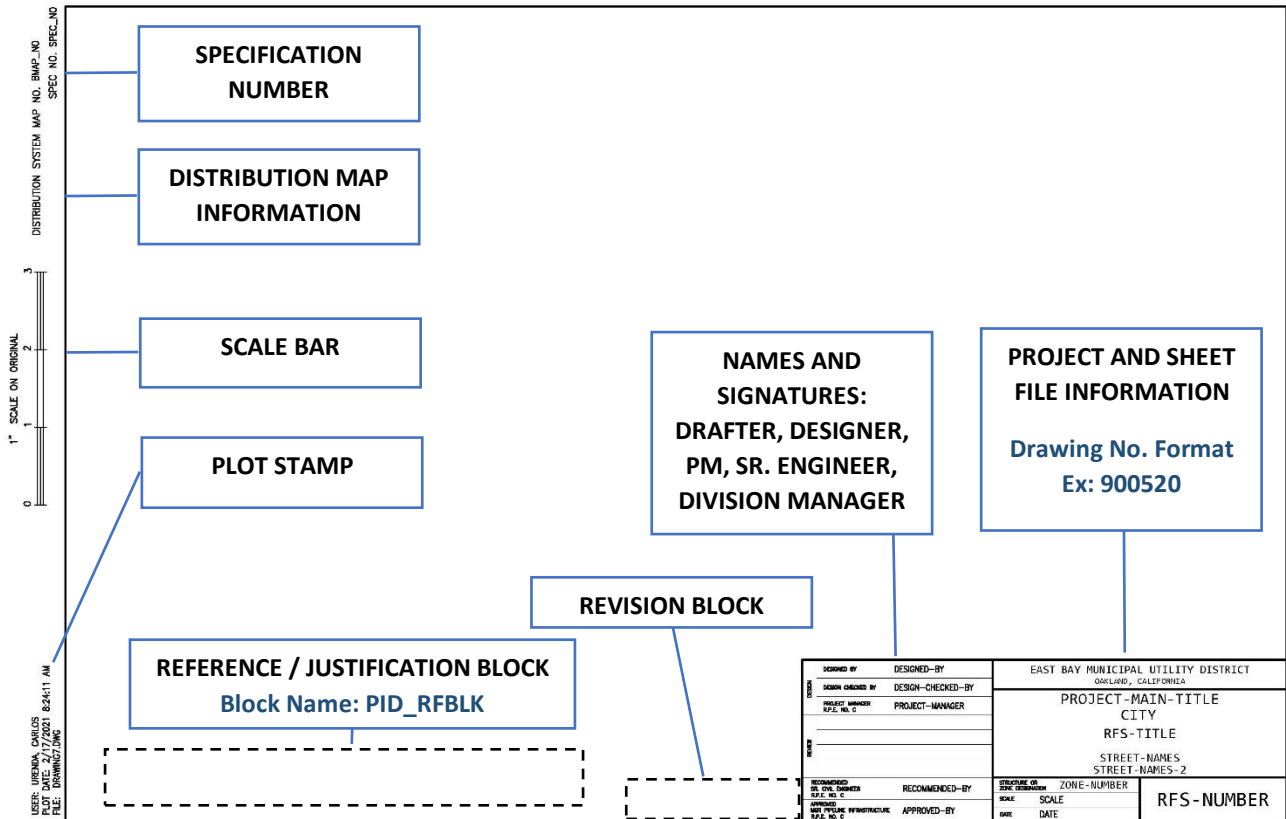 DISTRIBUTION SYSTEM MAP NO. BMAP_NO
SPEC NO. SPEC_NO
SPECIFICATION
NUMBER
DISTRIBUTION MAP
INFORMATION
1" SCALE ON ORIGINAL
0 1 2 3
SCALE BAR
PLOT STAMP
NAMES AND
SIGNATURES:
DRAFTER, DESIGNER,
PM, SR. ENGINEER,
DIVISION MANAGER
PROJECT AND SHEET
FILE INFORMATION
Drawing No. Format
Ex: 900520
REVISION BLOCK
REFERENCE / JUSTIFICATION BLOCK
Block Name: PID_RFBLK
USER: URENDA, CARLOS
PLOT DATE: 2/17/2021 8:24:11 AM
FILE: DRAWING7.DWG
DESIGN
DESIGNED BY DESIGNED-BY
DESIGN CHECKED BY DESIGN-CHECKED-BY
PROJECT MANAGER
R.P.E. NO. C
PROJECT-MANAGER
REVIEW
RECOMMENDED
SR. CIVIL ENGINEER
R.P.E. NO. C
RECOMMENDED-BY
APPROVED
MGR PIPELINE INFRASTRUCTURE
R.P.E. NO. C
APPROVED-BY
EAST BAY MUNICIPAL UTILITY DISTRICT
OAKLAND, CALIFORNIA
PROJECT-MAIN-TITLE
CITY
RFS-TITLE
STREET-NAMES
STREET-NAMES-2
STRUCTURE OR
ZONE DESIGNATION
ZONE-NUMBER
SCALE SCALE
DATE DATE
RFS-NUMBER